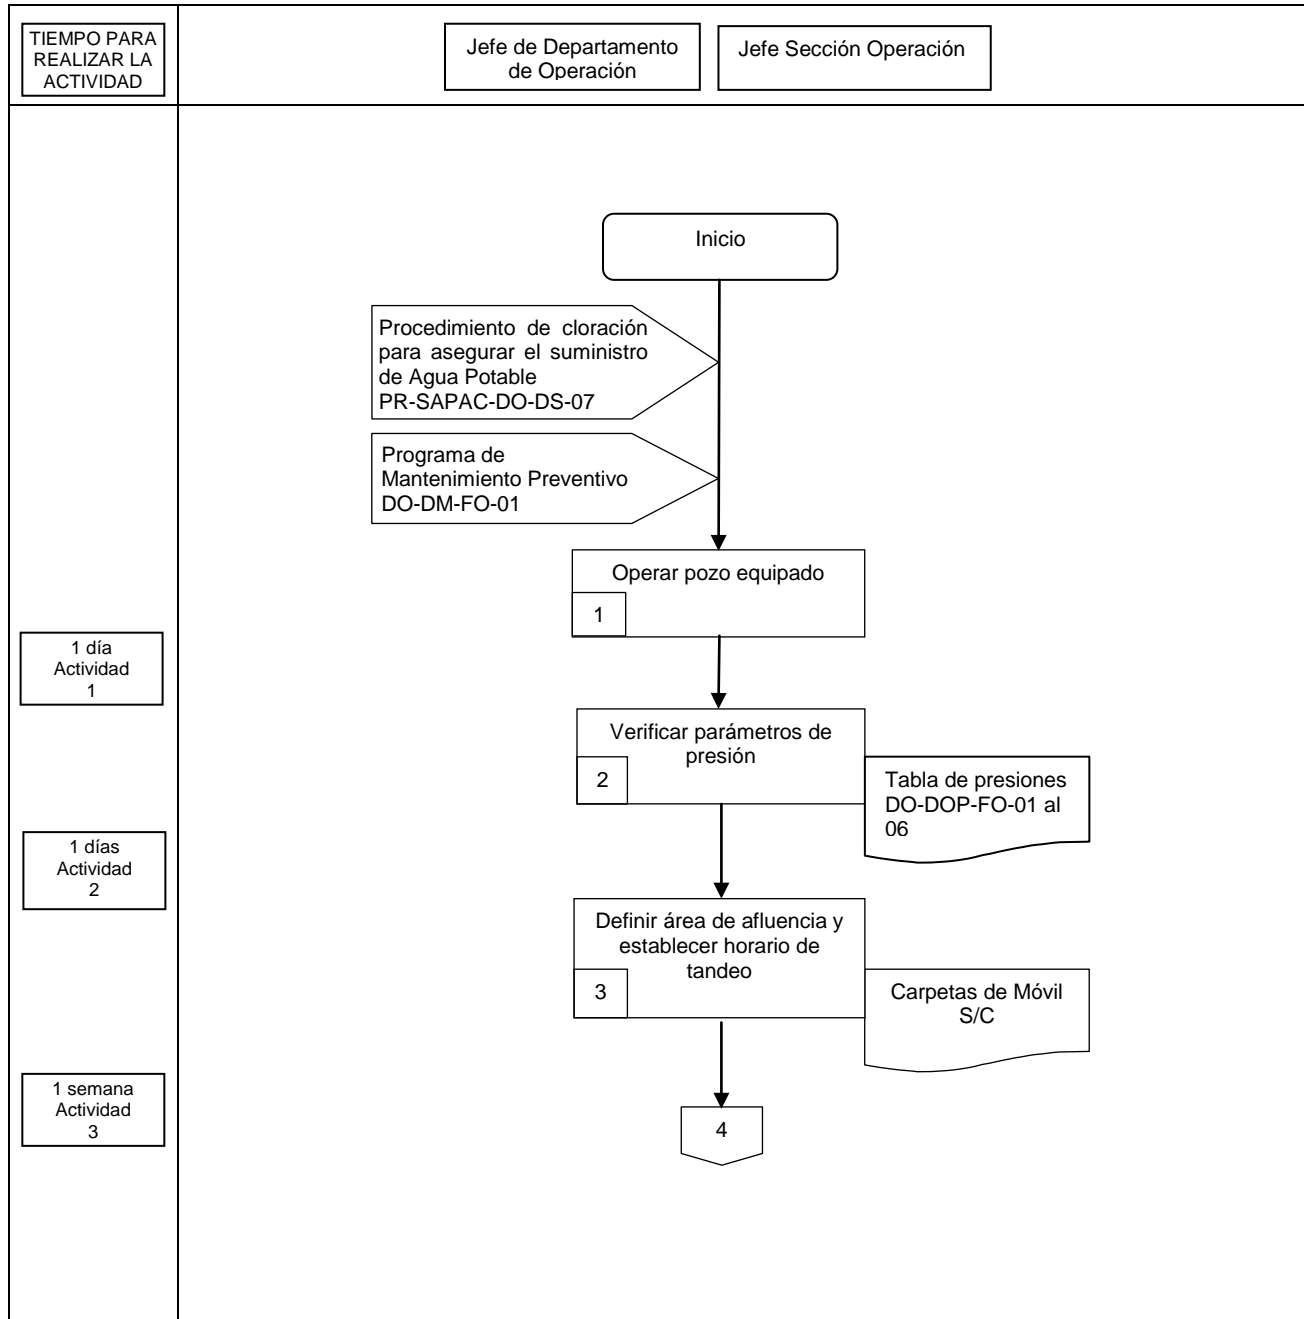 TIEMPO PARA
REALIZAR LA
ACTIVIDAD
Jefe de Departamento
de Operación
Jefe Sección Operación
Inicio
Procedimiento de cloración
para asegurar el suministro
de Agua Potable
PR-SAPAC-DO-DS-07
Programa de
Mantenimiento Preventivo
DO-DM-FO-01
Operar pozo equipado
1
1 día
Actividad
1
Verificar parámetros de
presión
2
Tabla de presiones
DO-DOP-FO-01 al
06
1 días
Actividad
2
Definir área de afluencia y
establecer horario de
tandeo
3
Carpetas de Móvil
S/C
1 semana
Actividad
3
4